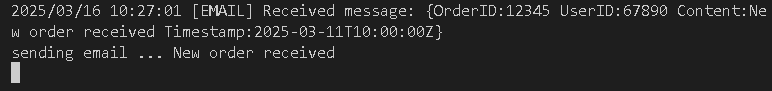 2025/03/16 10:27:01 [EMAIL] Received message: {OrderID:12345 UserID:67890 Content:Ne
w order received Timestamp:2025-03-11T10:00:00Z}
sending email ... New order received